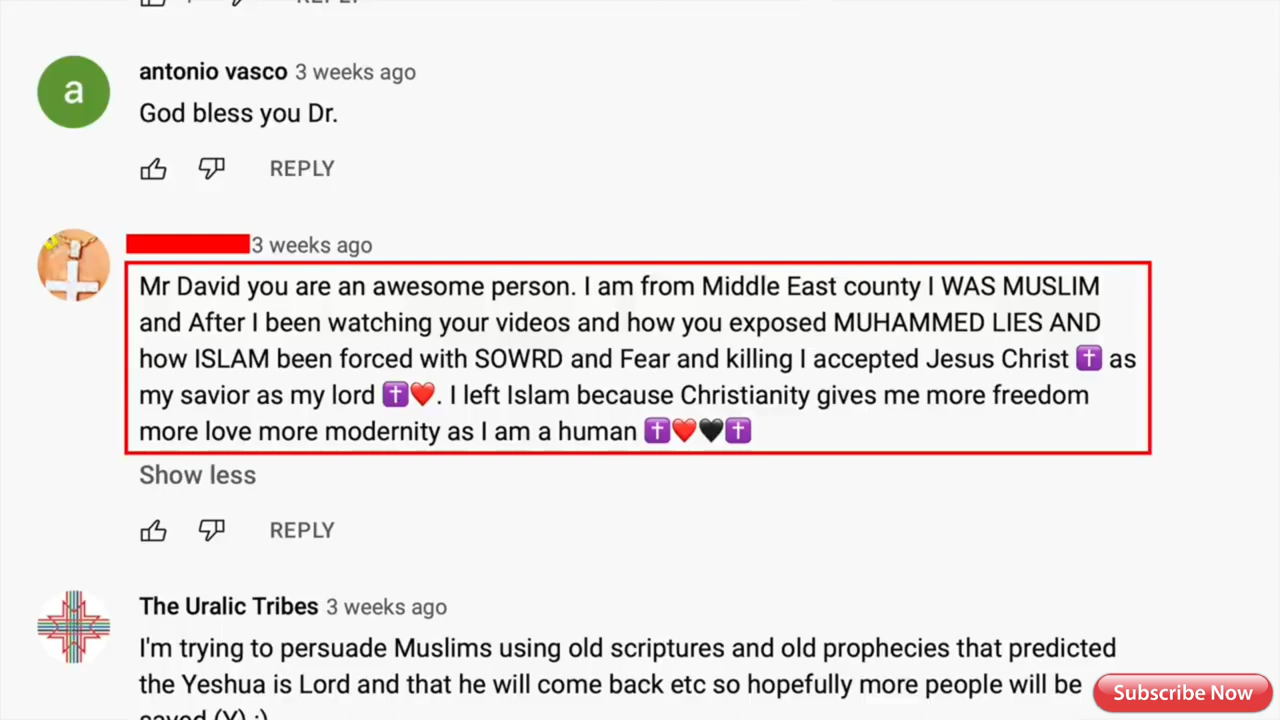 REPLY
antonio vasco 3 weeks ago
a
God bless you Dr.
REPLY
3 weeks ago
Mr David you are an awesome person. I am from Middle East county I WAS MUSLIM
and After I been watching your videos and how you exposed MUHAMMED LIES AND
how ISLAM been forced with SOWRD and Fear and killing I accepted Jesus Christ ✝️ as
my savior as my lord ✝️❤️. I left Islam because Christianity gives me more freedom
more love more modernity as I am a human ✝️❤️🖤✝️
Show less
REPLY
The Uralic Tribes 3 weeks ago
I'm trying to persuade Muslims using old scriptures and old prophecies that predicted
the Yeshua is Lord and that he will come back etc so hopefully more people will be
saved (Y) :)
Subscribe Now